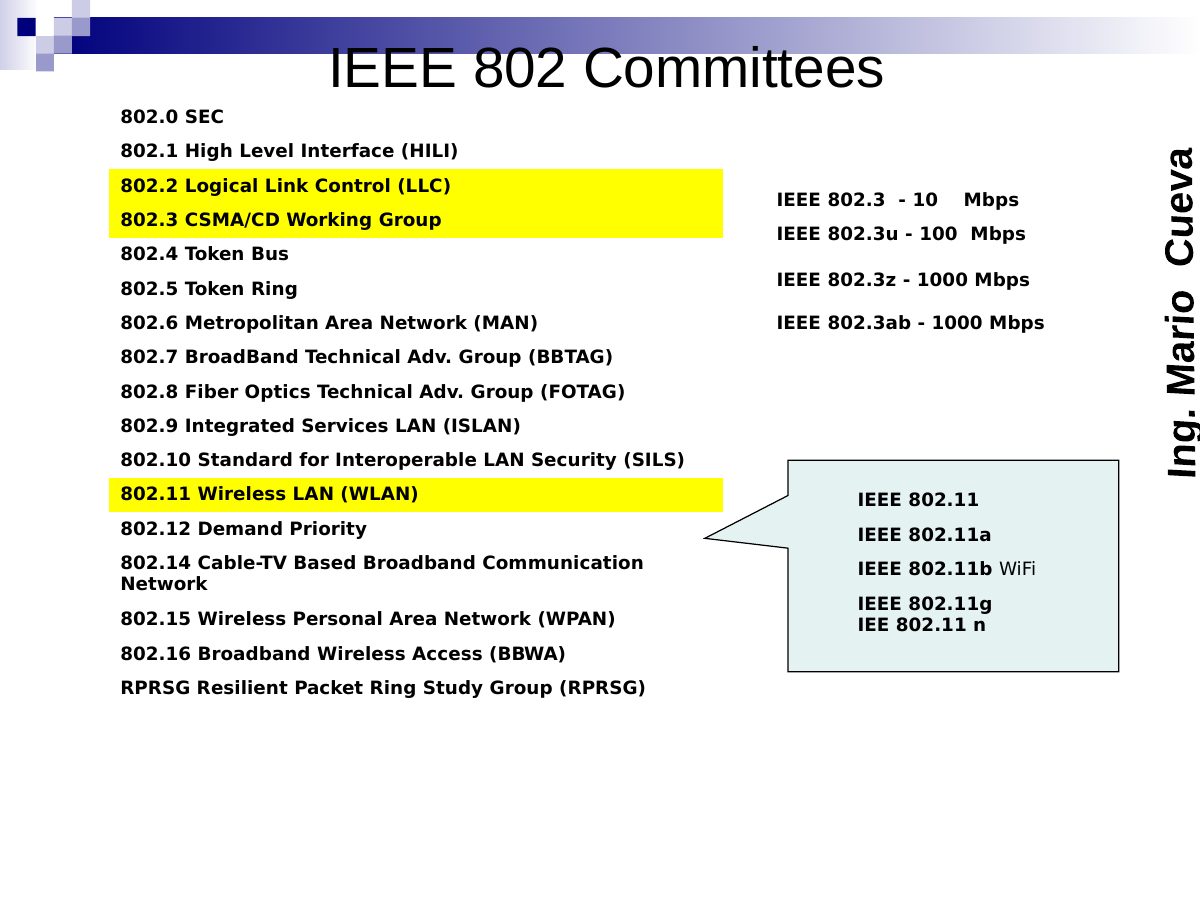 IEEE 802 Committees
802.0 SEC
802.1 High Level Interface (HILI)
802.2 Logical Link Control (LLC)
802.3 CSMA/CD Working Group
802.4 Token Bus
802.5 Token Ring
802.6 Metropolitan Area Network (MAN)
802.7 BroadBand Technical Adv. Group (BBTAG)
802.8 Fiber Optics Technical Adv. Group (FOTAG)
802.9 Integrated Services LAN (ISLAN)
802.10 Standard for Interoperable LAN Security (SILS)
802.11 Wireless LAN (WLAN)
802.12 Demand Priority
802.14 Cable-TV Based Broadband Communication
Network
802.15 Wireless Personal Area Network (WPAN)
802.16 Broadband Wireless Access (BBWA)
RPRSG Resilient Packet Ring Study Group (RPRSG)
IEEE 802.3 - 10 Mbps
IEEE 802.3u - 100 Mbps
IEEE 802.3z - 1000 Mbps
IEEE 802.3ab - 1000 Mbps
IEEE 802.11
IEEE 802.11a
IEEE 802.11b WiFi
IEEE 802.11g
IEE 802.11 n
Ing. Mario Cueva